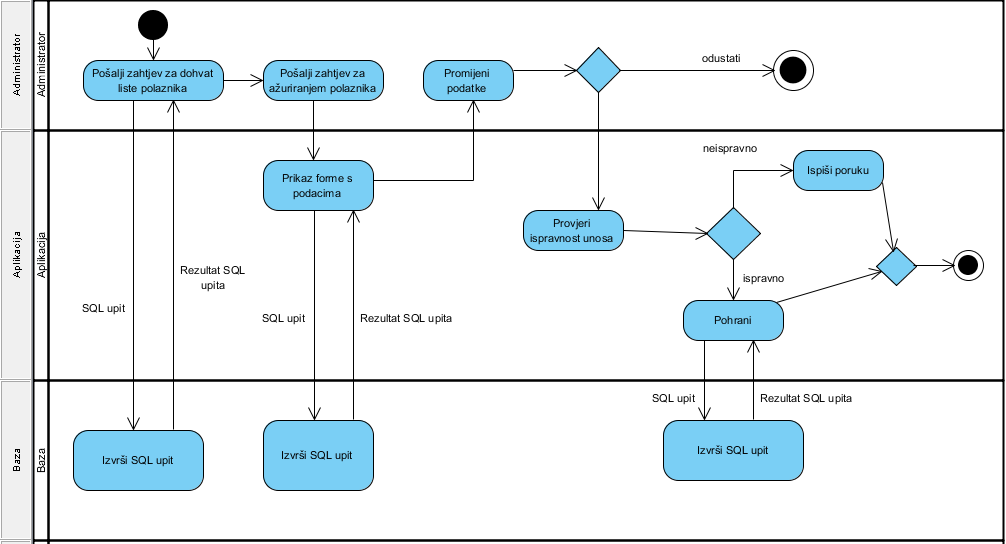 Administrator
Administrator
Pošalji zahtjev za dohvat
liste polaznika
Pošalji zahtjev za
ažuriranjem polaznika
Promijeni
podatke
odustati
Aplikacija
Aplikacija
Prikaz forme s
podacima
Provjeri
ispravnost unosa
neispravno
Ispiši poruku
ispravno
Pohrani
SQL upit
Rezultat SQL
upita
SQL upit
Rezultat SQL upita
SQL upit
Rezultat SQL upita
Baza
Baza
Izvrši SQL upit
Izvrši SQL upit
Izvrši SQL upit